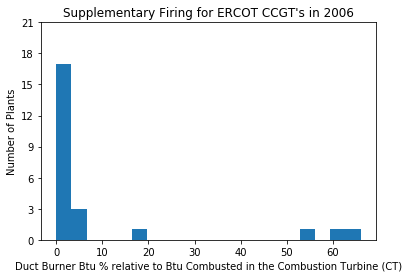 Supplementary Firing for ERCOT CCGT's in 2006
21
18
15
12
9
6
3
0
Number of Plants
0 10 20 30 40 50 60
Duct Burner Btu % relative to Btu Combusted in the Combustion Turbine (CT)